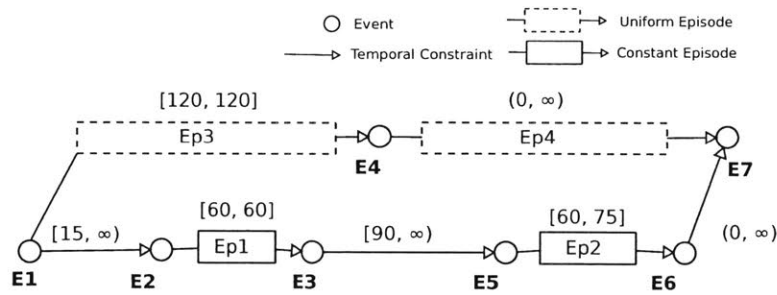 Event
Uniform Episode
Temporal Constraint
Constant Episode
[120, 120]
(0, ∞)
Ep3
Ep4
E4
E7
[15, ∞)
[60, 60]
[90, ∞)
[60, 75]
(0, ∞)
Ep1
Ep2
E1
E2
E3
E5
E6